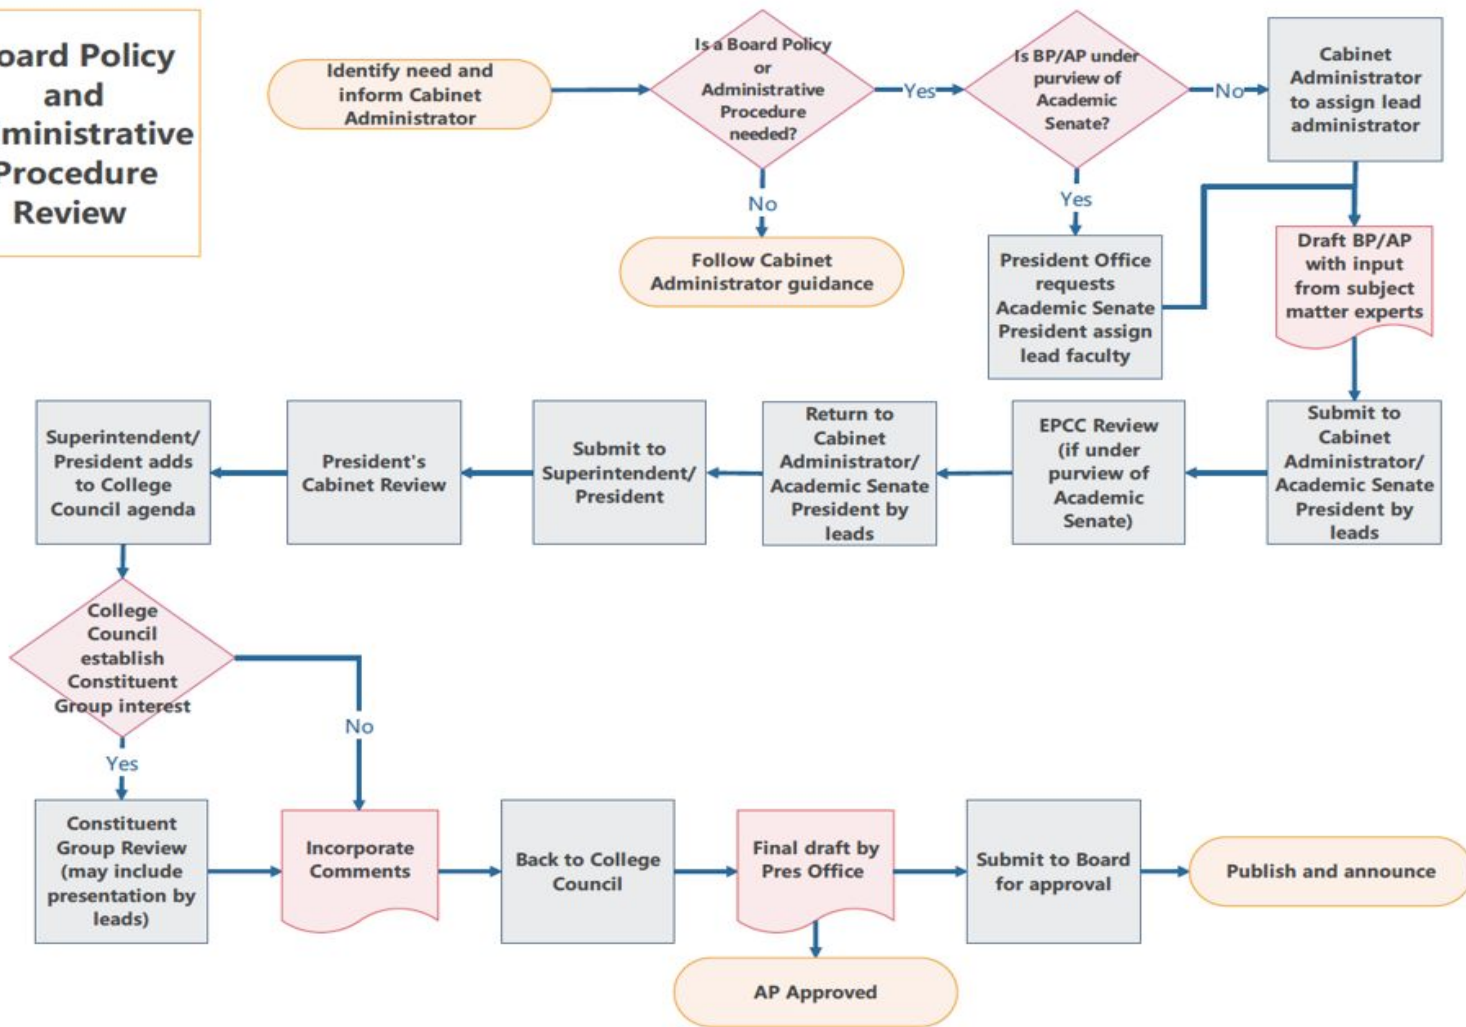 oard Policy
and
ministrative
Procedure
Review
Identify need and
inform Cabinet
Administrator
Is a Board Policy
or
Administrative
Procedure
needed?
Yes
Is BP/AP under
purview of
Academic
Senate?
No
Cabinet
Administrator
to assign lead
administrator
No
Yes
Follow Cabinet
Administrator guidance
President Office
requests
Academic Senate
President assign
lead faculty
Draft BP/AP
with input
from subject
matter experts
Superintendent/
President adds
to College
Council agenda
President's
Cabinet Review
Submit to
Superintendent/
President
Return to
Cabinet
Administrator/
Academic Senate
President by
leads
EPCC Review
(if under
purview of
Academic
Senate)
Submit to
Cabinet
Administrator/
Academic Senate
President by
leads
College
Council
establish
Constituent
Group interest
No
Yes
Constituent
Group Review
(may include
presentation by
leads)
Incorporate
Comments
Back to College
Council
Final draft by
Pres Office
Submit to Board
for approval
Publish and announce
AP Approved